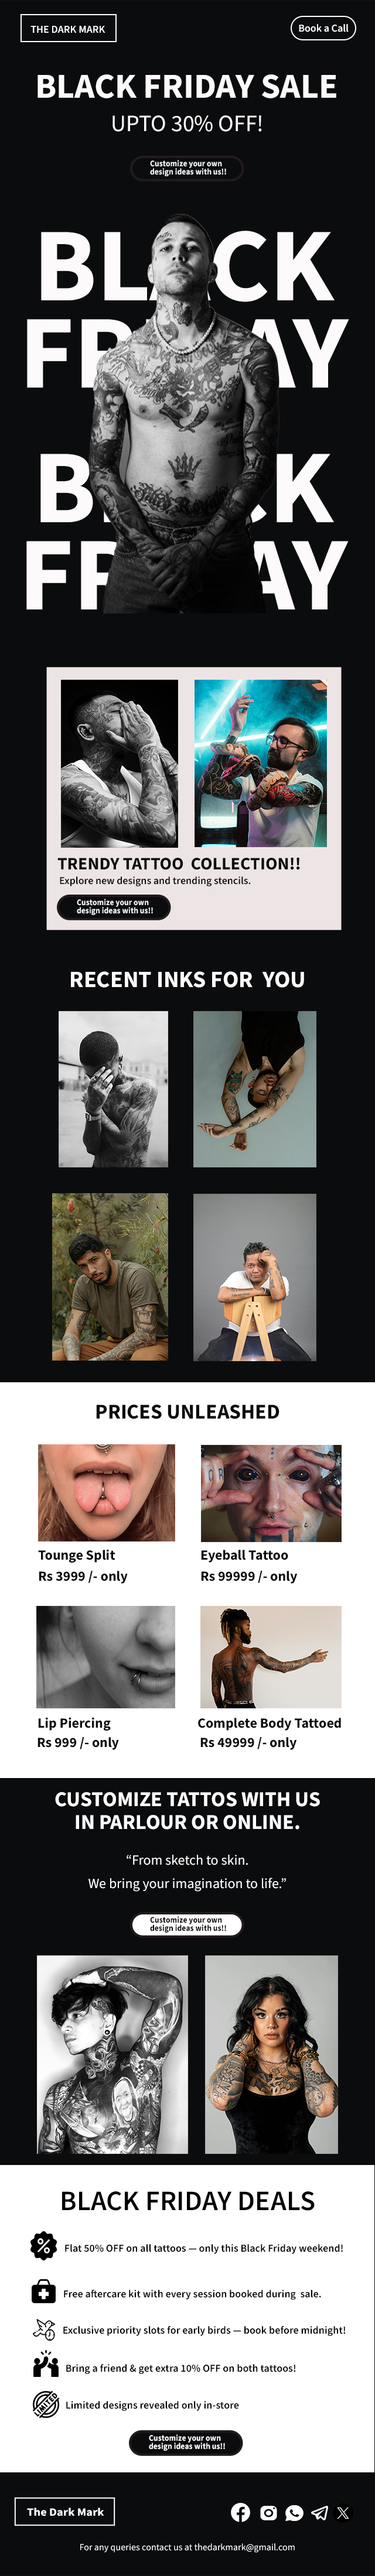 THE DARK MARK
Book a Call
BLACK FRIDAY SALE
UPTO 30% OFF!
Customize your own
design ideas with us!!
BLACK
FRIDAY
BLACK
FRIDAY
TRENDY TATTOO COLLECTION!!
Explore new designs and trending stencils.
Customize your own
design ideas with us!!
RECENT INKS FOR YOU
PRICES UNLEASHED
Tounge Split
Rs 3999 /- only
Eyeball Tattoo
Rs 99999 /- only
Lip Piercing
Rs 999 /- only
Complete Body Tattoed
Rs 49999 /- only
CUSTOMIZE TATTOS WITH US
IN PARLOUR OR ONLINE.
“From sketch to skin.
We bring your imagination to life.”
Customize your own
design ideas with us!!
BLACK FRIDAY DEALS
Flat 50% OFF on all tattoos — only this Black Friday weekend!
Free aftercare kit with every session booked during sale.
Exclusive priority slots for early birds — book before midnight!
Bring a friend & get extra 10% OFF on both tattoos!
Limited designs revealed only in-store
Customize your own
design ideas with us!!
The Dark Mark
For any queries contact us at thedarkmark@gmail.com